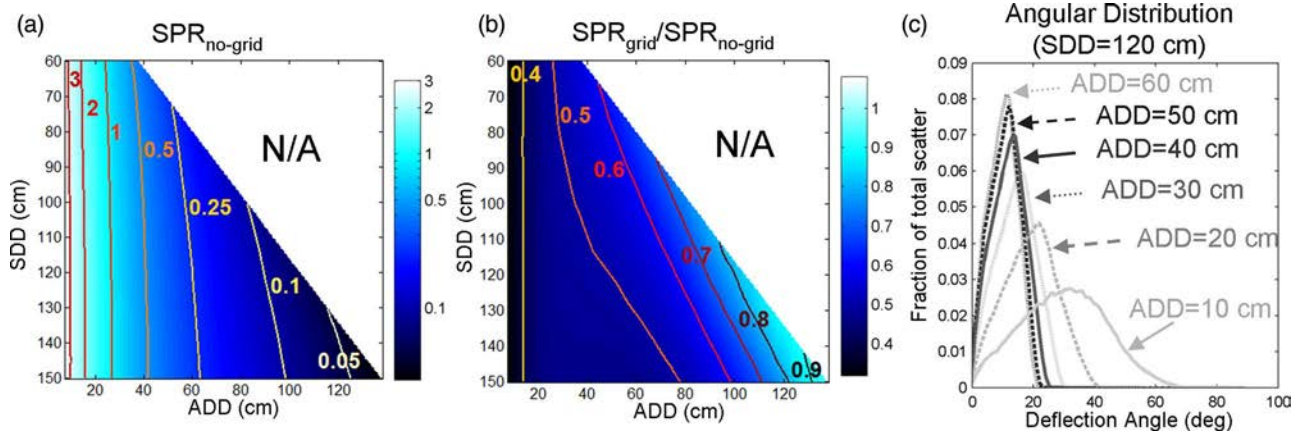 (a)
SPRno-grid
60
70
80
90
100
110
120
130
140
150
SDD (cm)
20 40 60 80 100 120
ADD (cm)
3
2
1
0.5
0.25
0.1
0.05
N/A
3
2
1
0.5
0.1
(b)
SPRgrid/SPRno-grid
60
70
80
90
100
110
120
130
140
150
SDD (cm)
20 40 60 80 100 120
ADD (cm)
0.4
0.5
0.6
0.7
0.8
0.9
N/A
1
0.9
0.8
0.7
0.6
0.5
0.4
(c)
Angular Distribution
(SDD=120 cm)
0.09
0.08
0.07
0.06
0.05
0.04
0.03
0.02
0.01
0
Fraction of total scatter
ADD=60 cm
ADD=50 cm
ADD=40 cm
ADD=30 cm
ADD=20 cm
ADD=10 cm
0 20 40 60 80 100
Deflection Angle (deg)